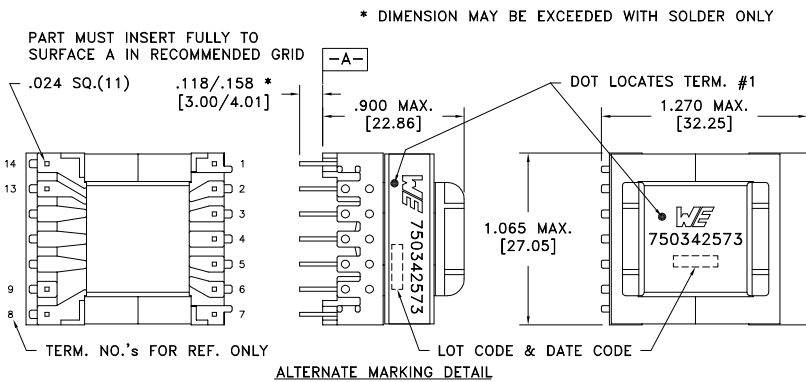 * DIMENSION MAY BE EXCEEDED WITH SOLDER ONLY
PART MUST INSERT FULLY TO
SURFACE A IN RECOMMENDED GRID
-A-
.024 SQ.(11)
.118/.158 *
[3.00/4.01]
.900 MAX.
[22.86]
DOT LOCATES TERM. #1
1.270 MAX.
[32.25]
14
13
9
8
1
2
3
4
5
6
7
WE 750342573
1.065 MAX.
[27.05]
WE
750342573
TERM. NO.'s FOR REF. ONLY
LOT CODE & DATE CODE
ALTERNATE MARKING DETAIL